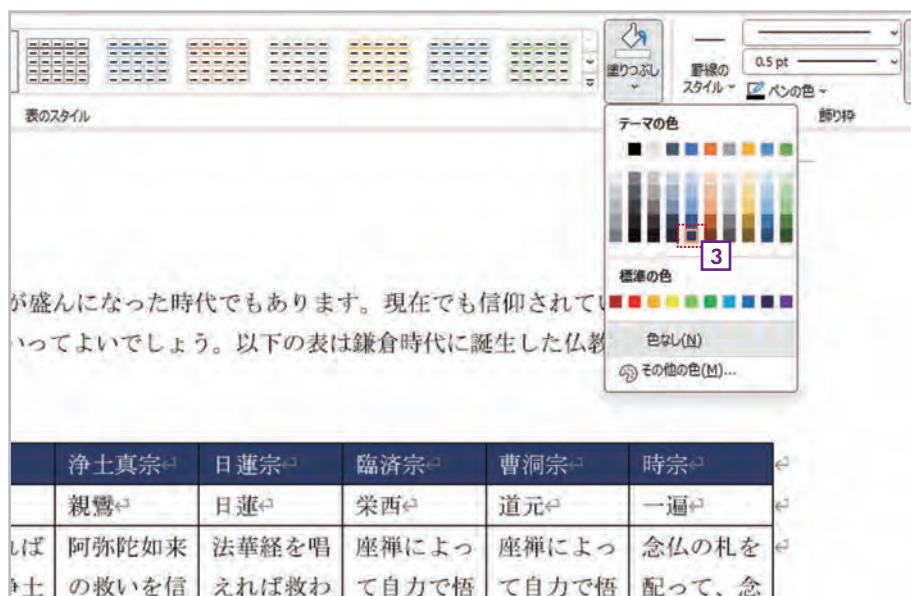 塗りつぶし
罫線の
スタイル
0.5 pt
ペンの色
表のスタイル
飾り枠
テーマの色
3
標準の色
色なし(N)
その他の色(M)...
が盛んになった時代でもあります。現在でも信仰されてい
いってよいでしょう。以下の表は鎌倉時代に誕生した仏教
浄土真宗↵ 日蓮宗↵ 臨済宗↵ 曹洞宗↵ 時宗↵ ↵
親鸞↵ 日蓮↵ 栄西↵ 道元↵ 一遍↵ ↵
れば 阿弥陀如来 法華経を唱 座禅によっ 座禅によっ 念仏の札を ↵
浄土 の救いを信 えれば救わ て自力で悟 て自力で悟 配って、念